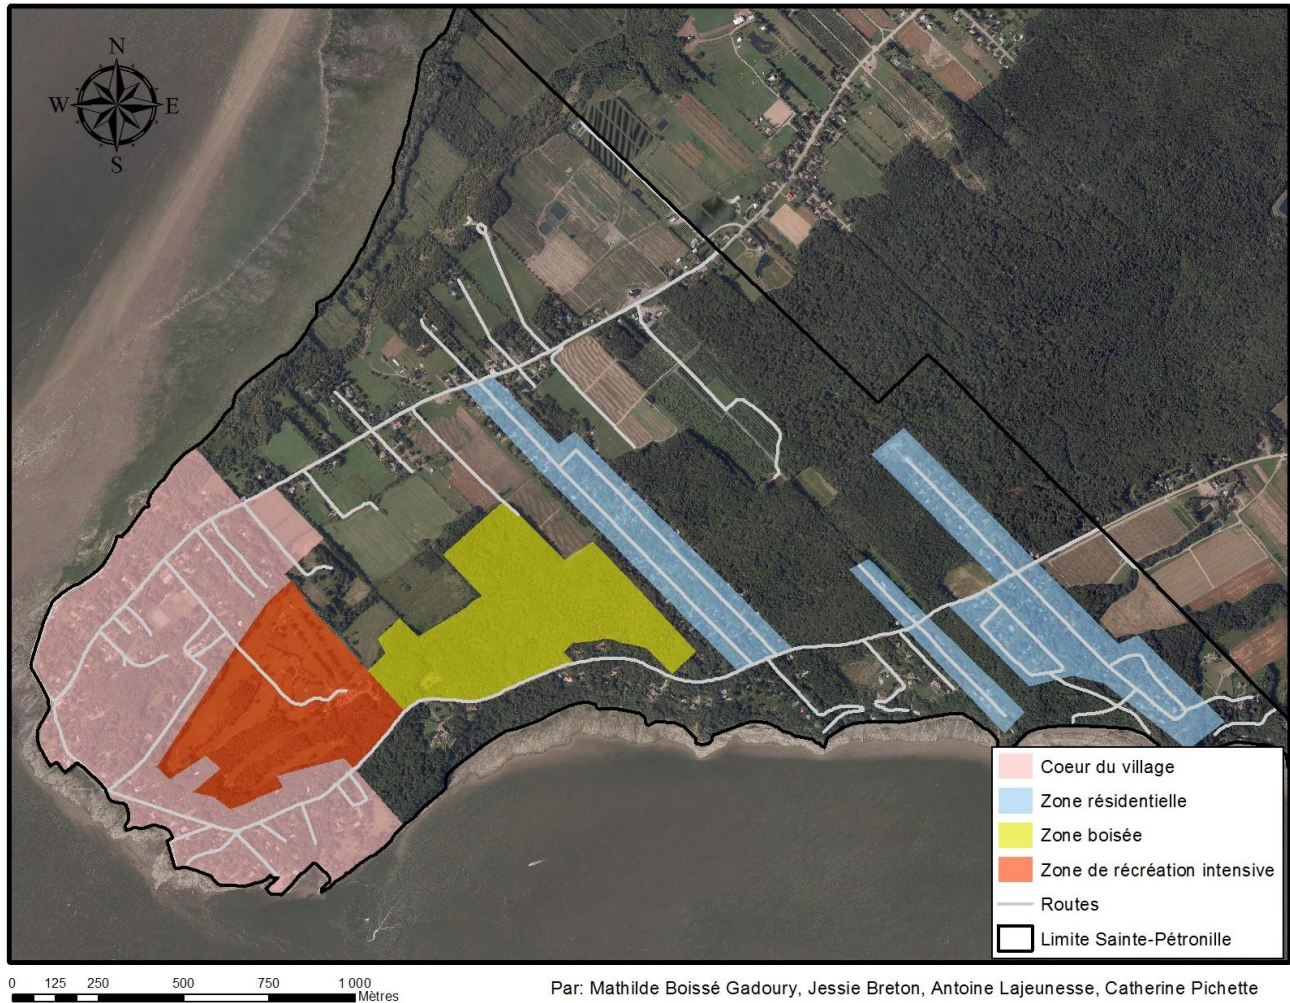 N
W E
S
Coeur du village
Zone résidentielle
Zone boisée
Zone de récréation intensive
Routes
Limite Sainte-Pétronille
0 125 250 500 750 1 000
Mètres
Par: Mathilde Boissé Gadoury, Jessie Breton, Antoine Lajeunesse, Catherine Pichette